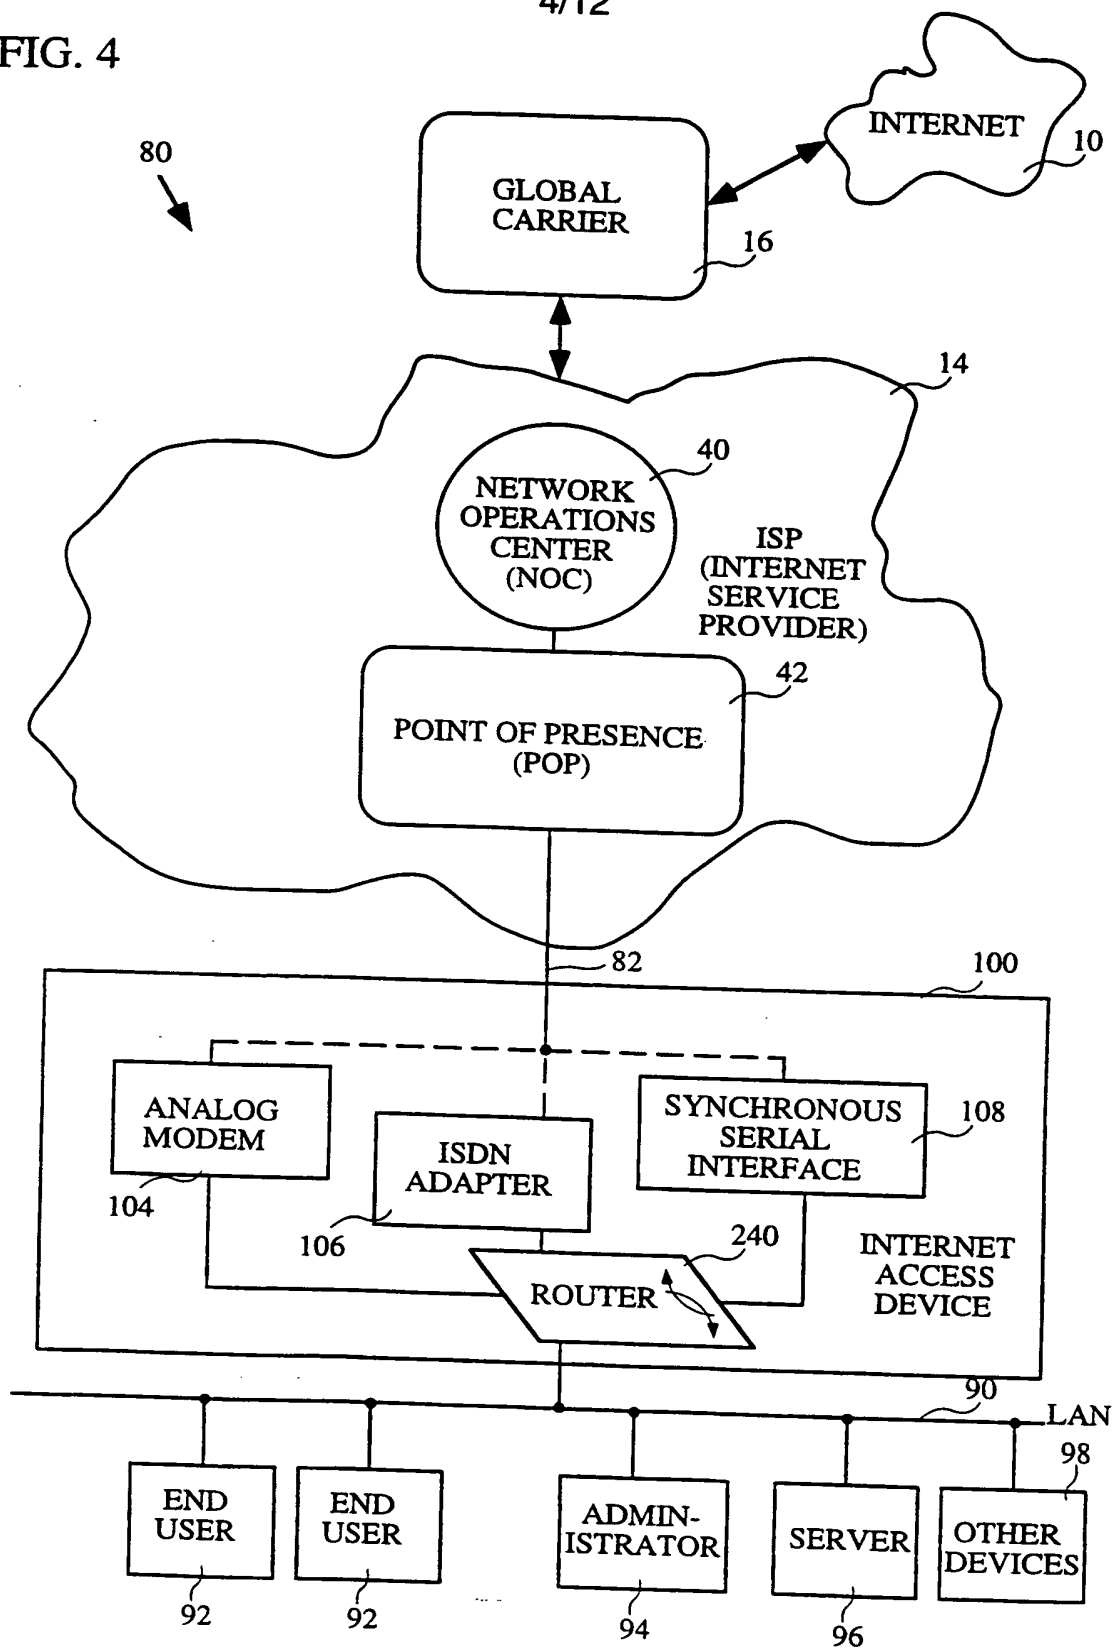 4/12
FIG. 4
INTERNET
10
80
GLOBAL
CARRIER
16
14
40
NETWORK
OPERATIONS
CENTER
(NOC)
ISP
(INTERNET
SERVICE
PROVIDER)
42
POINT OF PRESENCE
(POP)
82
100
ANALOG
MODEM
104
ISDN
ADAPTER
106
SYNCHRONOUS
SERIAL
INTERFACE
108
240
ROUTER
INTERNET
ACCESS
DEVICE
90
LAN
98
END
USER
92
END
USER
92
ADMIN-
ISTRATOR
94
SERVER
96
OTHER
DEVICES